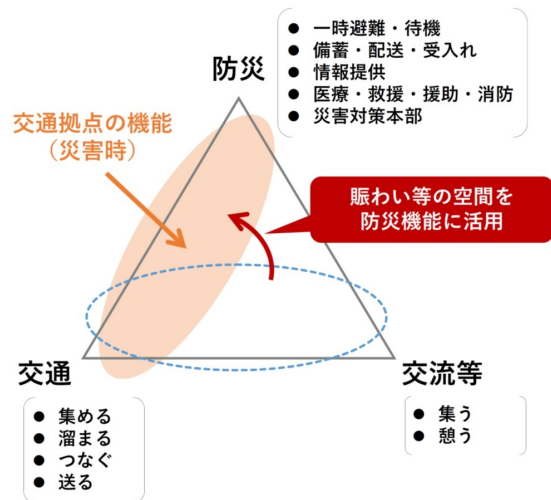 防災
● 一時避難・待機
● 備蓄・配送・受入れ
● 情報提供
● 医療・救援・援助・消防
● 災害対策本部
交通拠点の機能
（災害時）
賑わい等の空間を
防災機能に活用
交通
● 集める
● 溜まる
● つなぐ
● 送る
交流等
● 集う
● 憩う